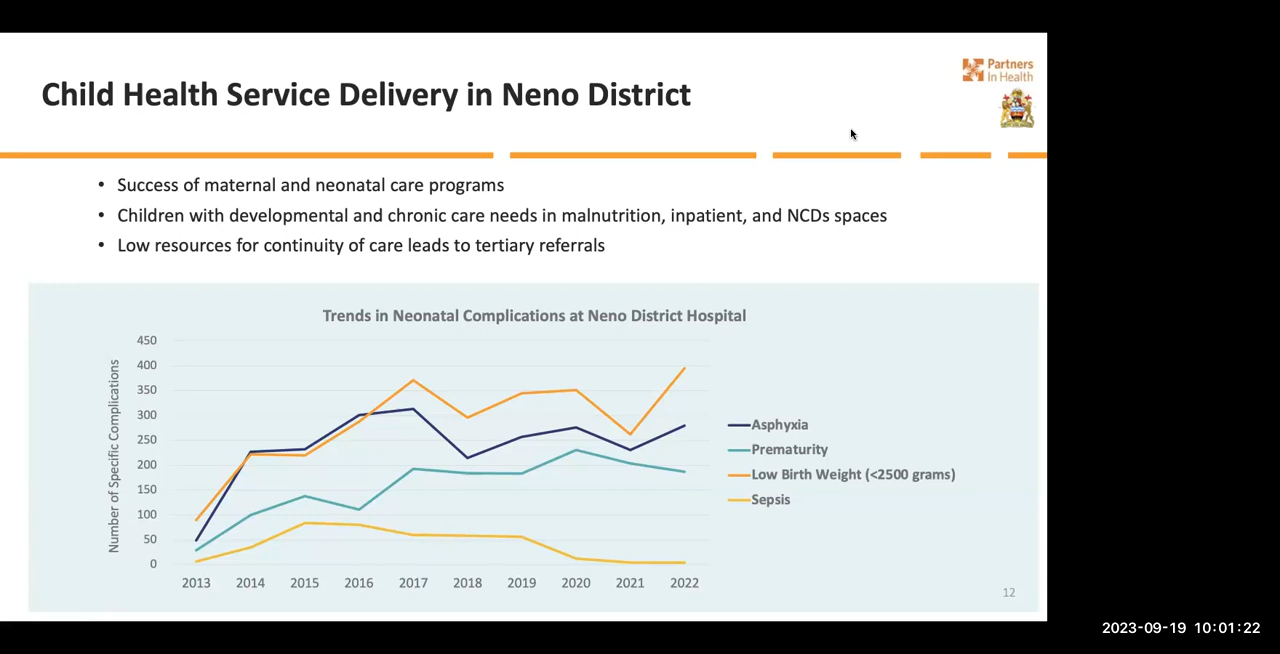 Child Health Service Delivery in Neno District
Partners
In Health
• Success of maternal and neonatal care programs
• Children with developmental and chronic care needs in malnutrition, inpatient, and NCDs spaces
• Low resources for continuity of care leads to tertiary referrals
Trends in Neonatal Complications at Neno District Hospital
Number of Specific Complications
450
400
350
300
250
200
150
100
50
0
2013 2014 2015 2016 2017 2018 2019 2020 2021 2022
Asphyxia
Prematurity
Low Birth Weight (<2500 grams)
Sepsis
12
2023-09-19 10:01:22